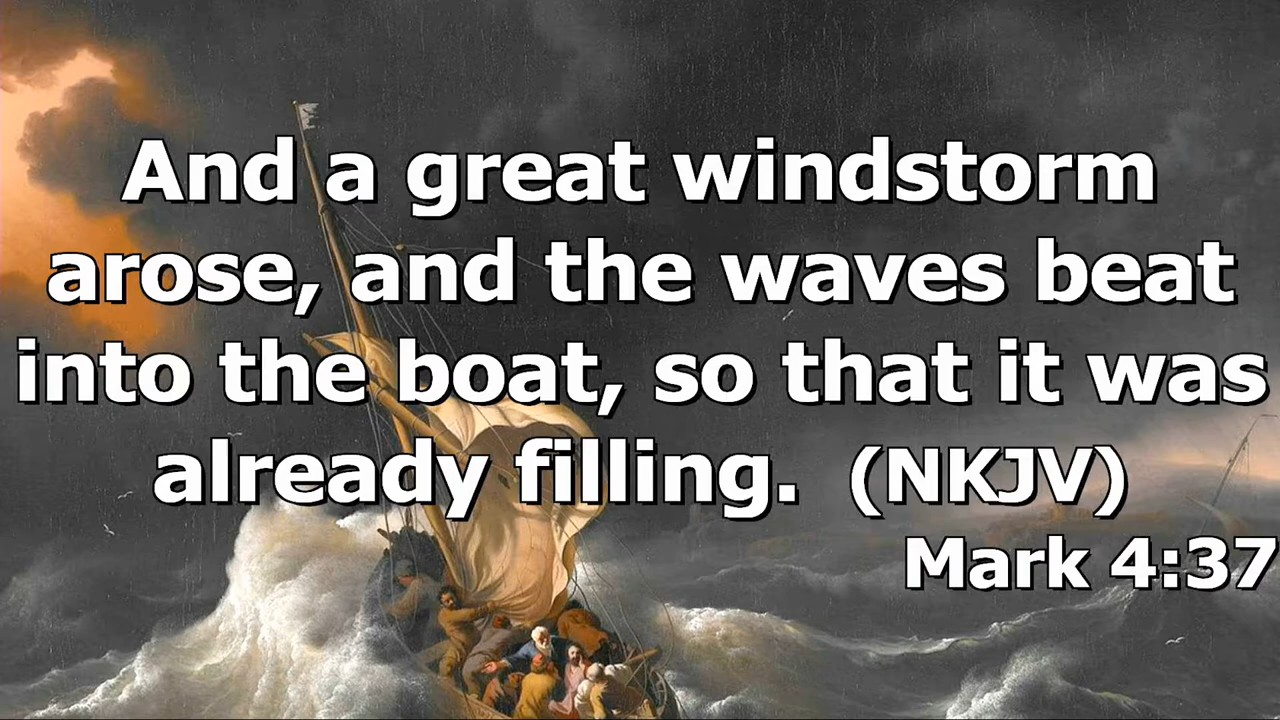 And a great windstorm
arose, and the waves beat
into the boat, so that it was
already filling.  (NKJV)
Mark 4:37